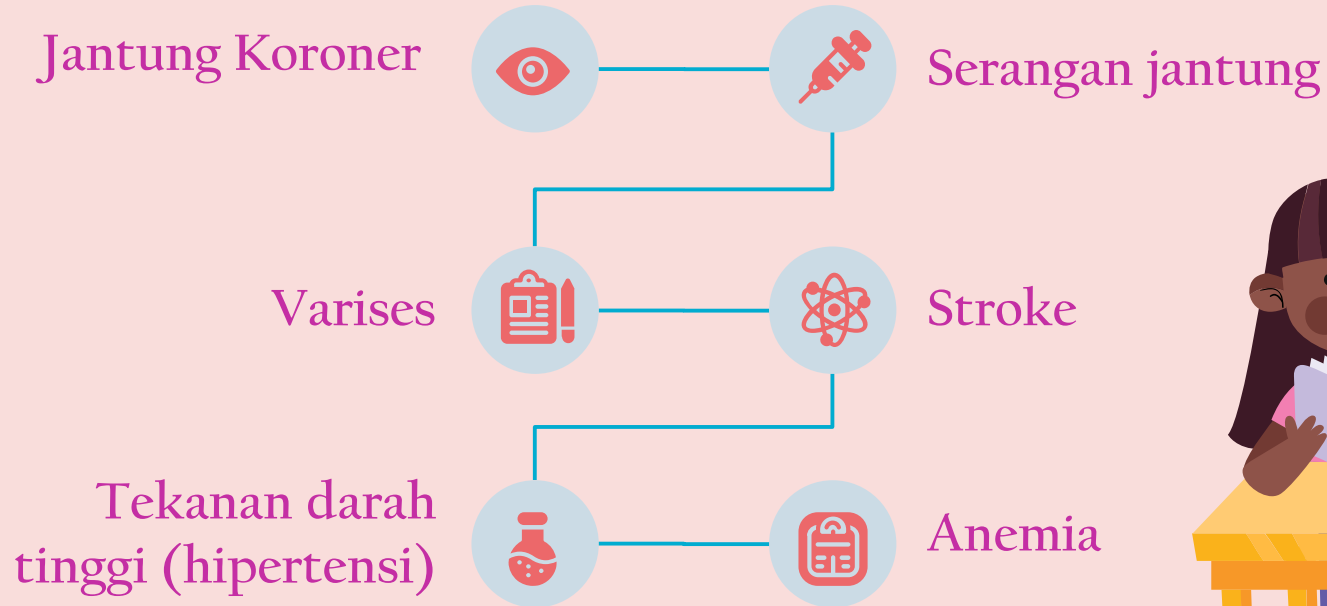 Jantung Koroner
Serangan jantung
Varises
Stroke
Tekanan darah
tinggi (hipertensi)
Anemia